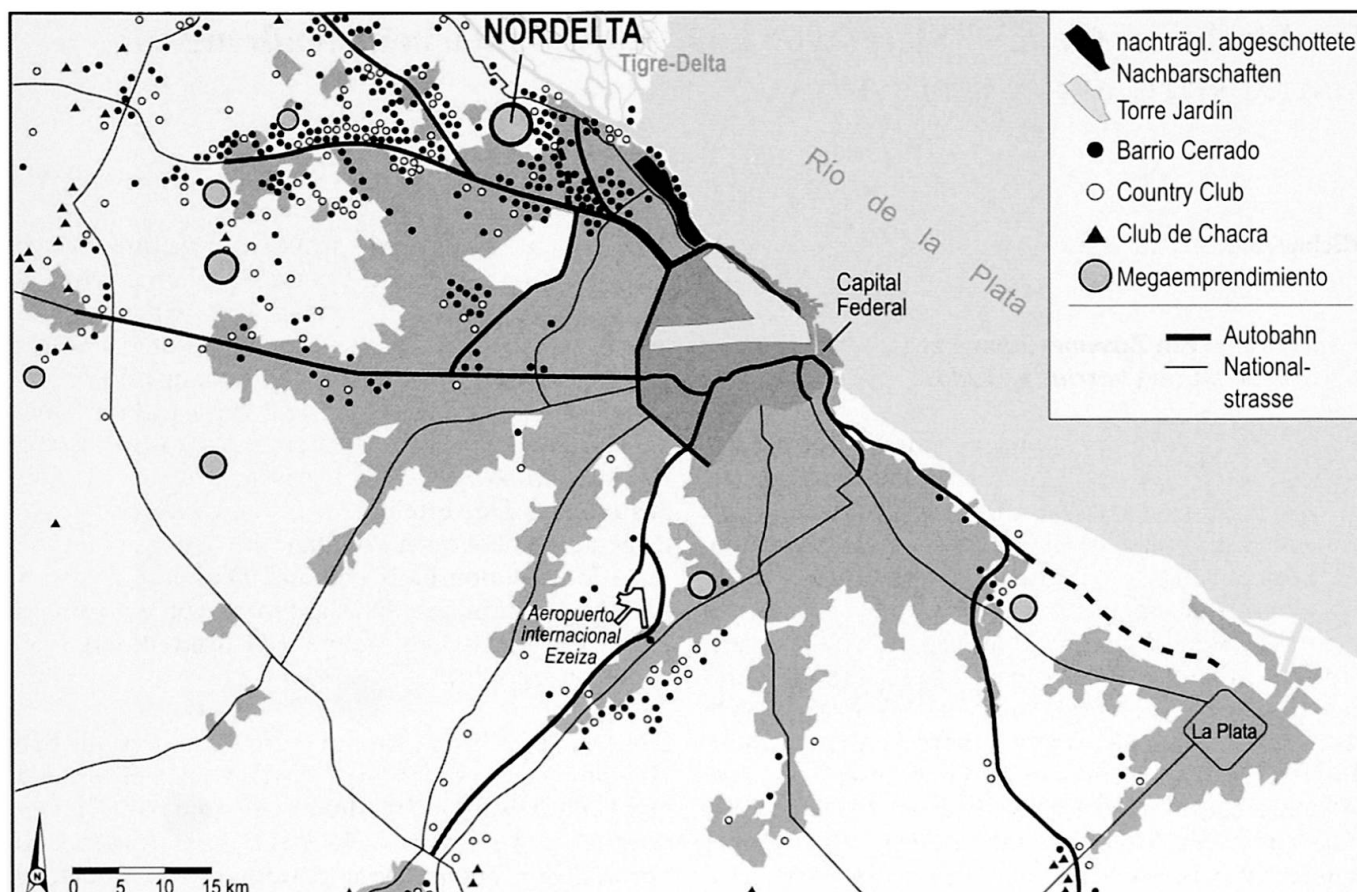 NORDELTA
Tigre-Delta
Río de la Plata
Capital
Federal
Aeropuerto
internacional
Ezeiza
La Plata
N
0 5 10 15 km
nachträgl. abgeschottete
Nachbarschaften
Torre Jardín
Barrio Cerrado
Country Club
Club de Chacra
Megaemprendimiento
Autobahn
National-
strasse